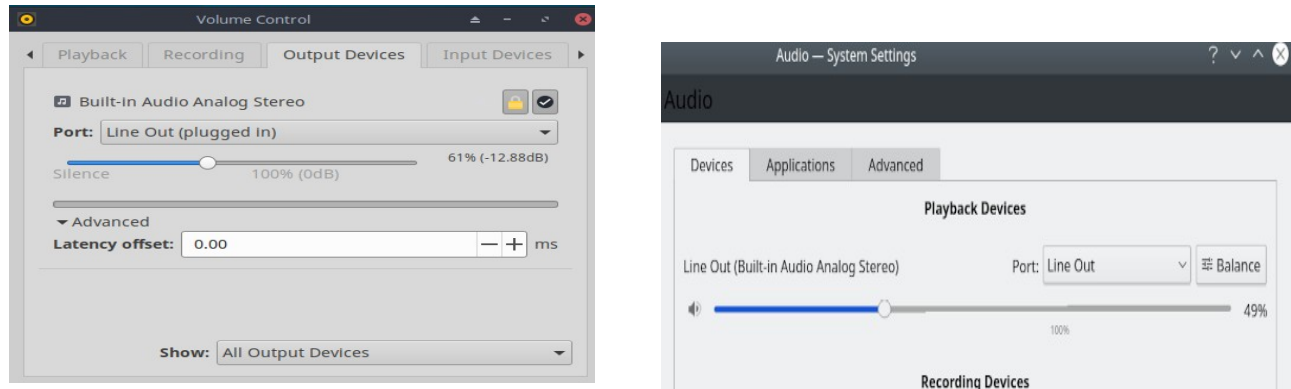 Volume Control
Playback Recording Output Devices Input Devices
Built-in Audio Analog Stereo
Port: Line Out (plugged in)
61% (-12.88dB)
Silence 100% (0dB)
Advanced
Latency offset: 0.00 ms
Show: All Output Devices
Audio — System Settings
Audio
Devices Applications Advanced
Playback Devices
Line Out (Built-in Audio Analog Stereo) Port: Line Out Balance
49%
100%
Recording Devices